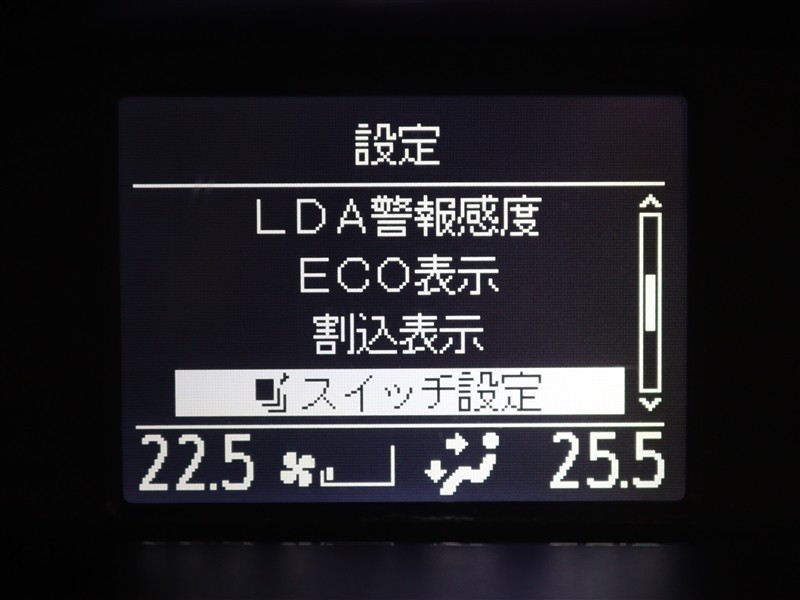 設定
LDA警報感度
ECO表示
割込表示
スイッチ設定
22.5 25.5